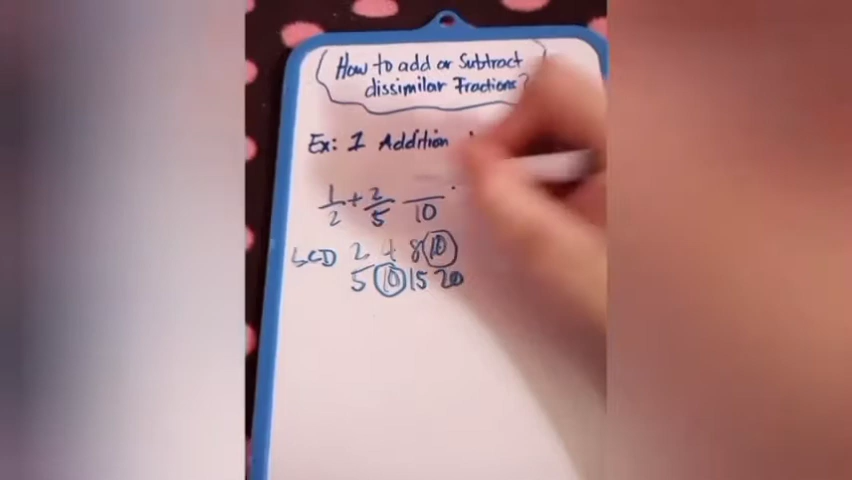 How to add or Subtract
dissimilar Fractions?
Ex: 1 Addition
1/2 + 2/5 /10
LCD 2 4 8 10
5 10 15 20